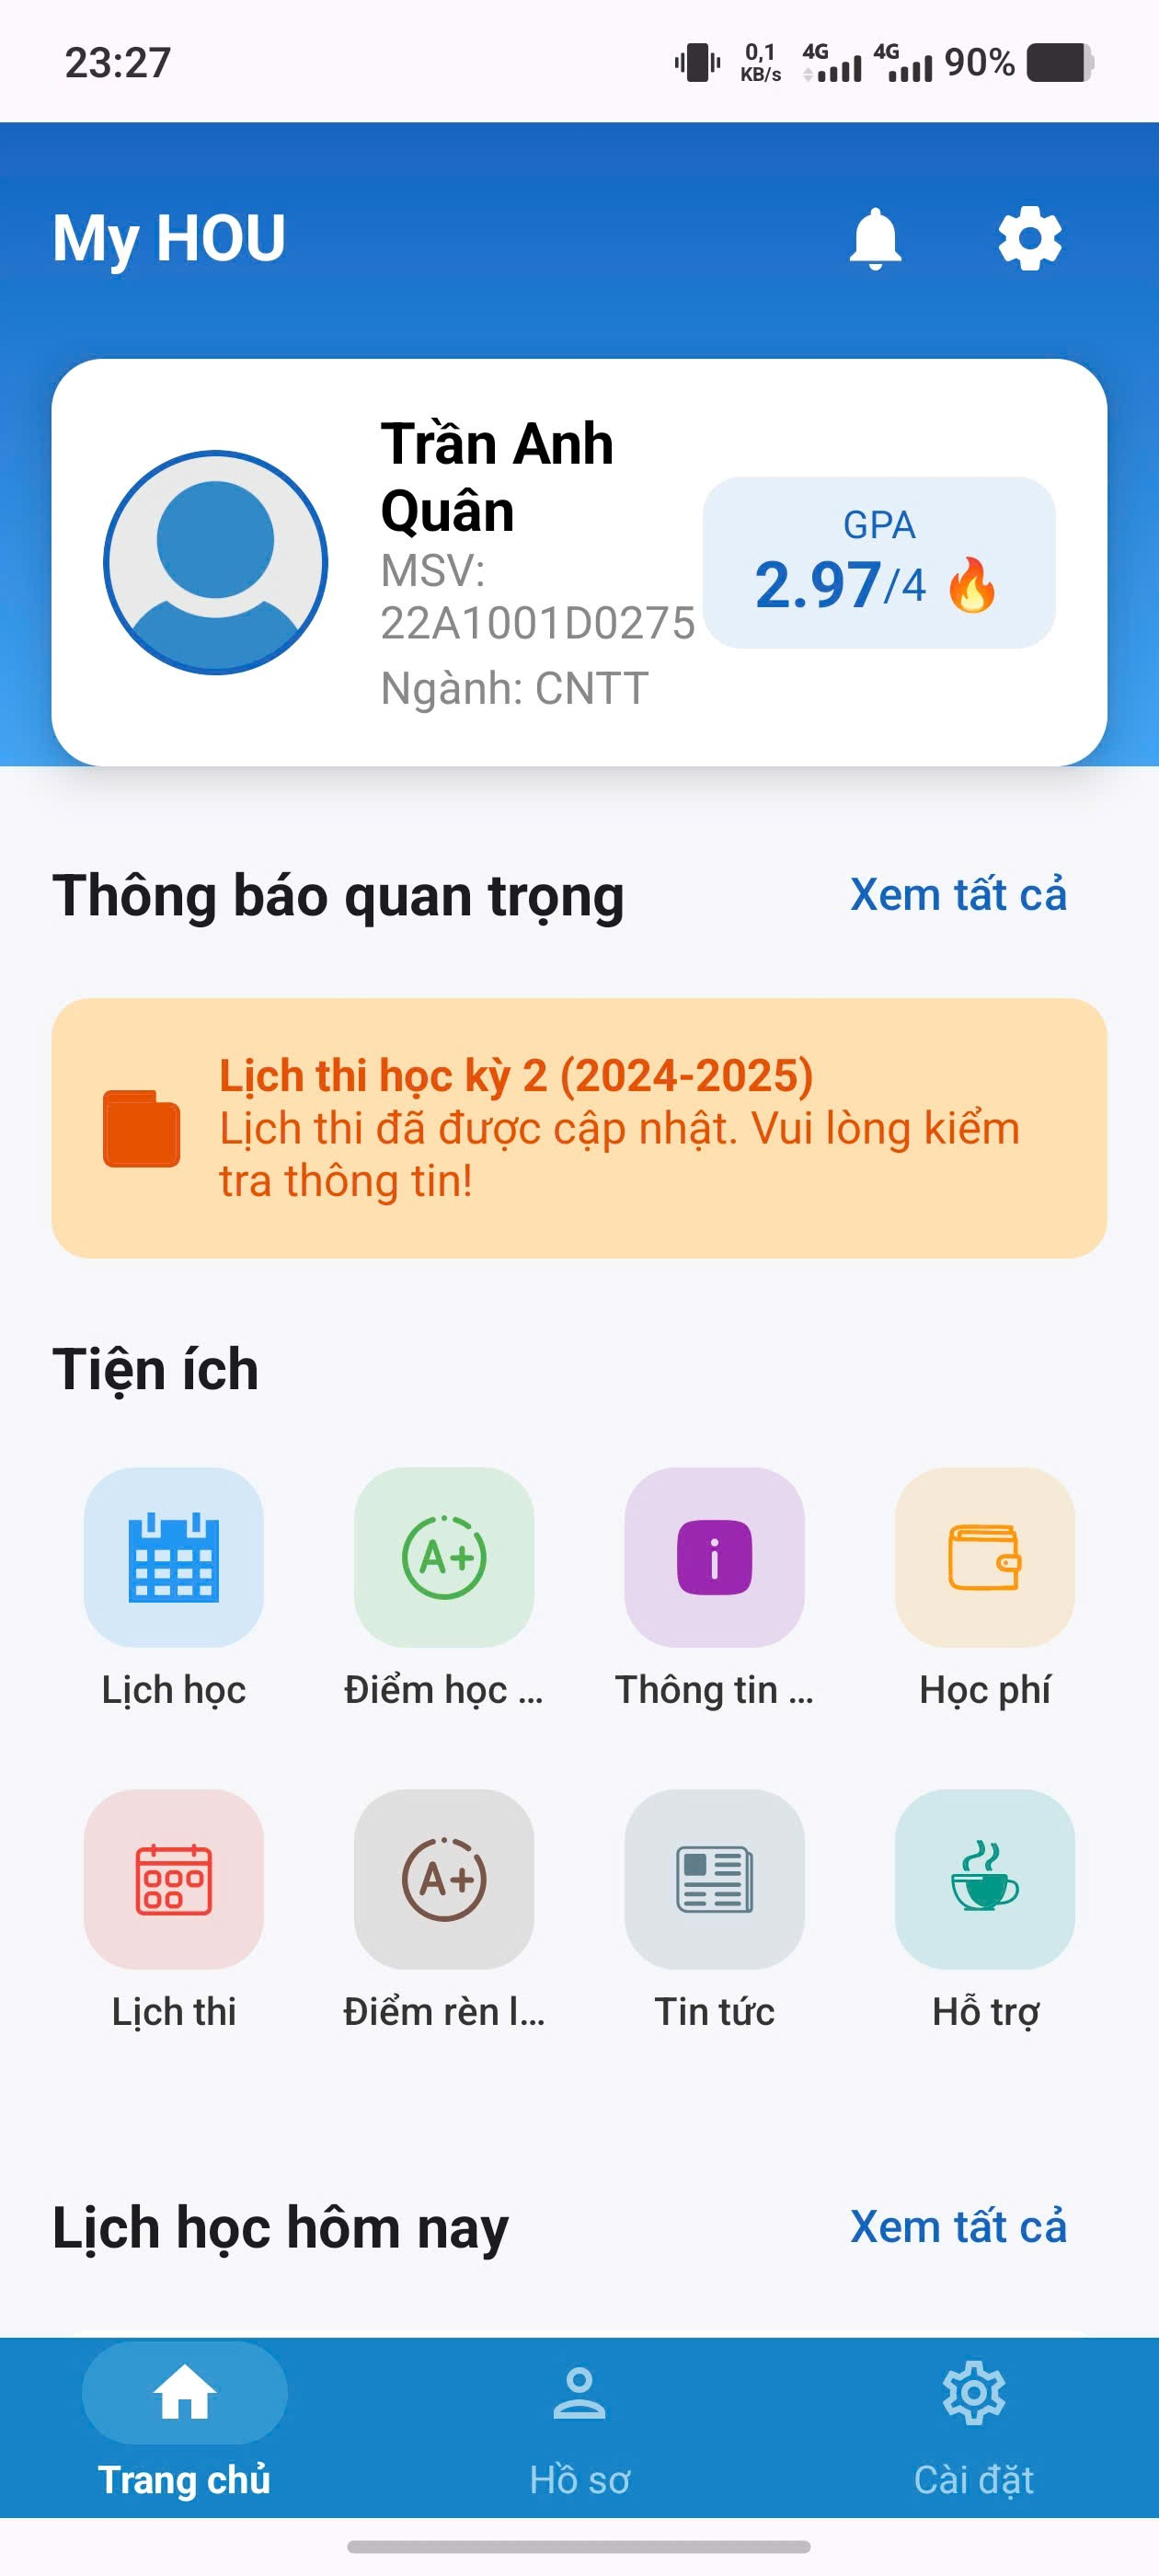 23:27
0,1
KB/s
4G
4G
90%
My HOU
Trần Anh
Quân
MSV:
22A1001D0275
Ngành: CNTT
GPA
2.97/4 🔥
Thông báo quan trọng
Xem tất cả
Lịch thi học kỳ 2 (2024-2025)
Lịch thi đã được cập nhật. Vui lòng kiểm
tra thông tin!
Tiện ích
A+
i
Lịch học
Điểm học ...
Thông tin ...
Học phí
A+
Lịch thi
Điểm rèn l...
Tin tức
Hỗ trợ
Lịch học hôm nay
Xem tất cả
Trang chủ
Hồ sơ
Cài đặt